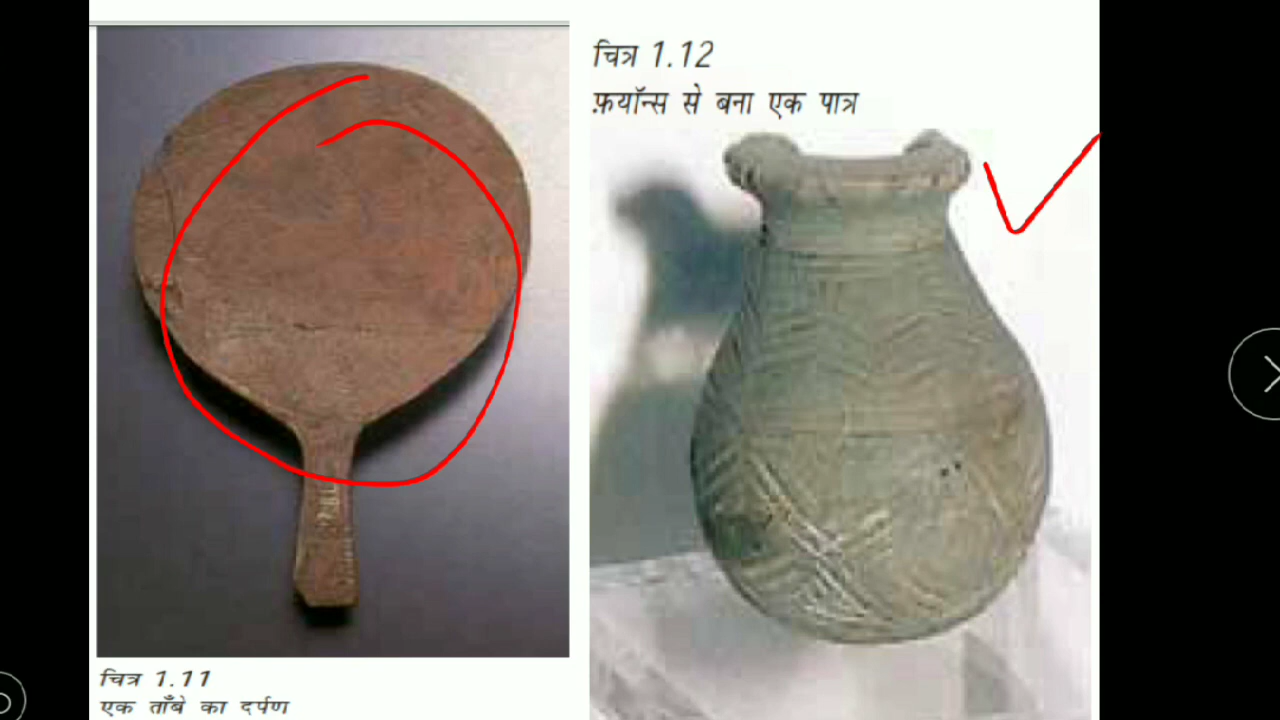 चित्र 1.12
फ़यॉन्स से बना एक पात्र
चित्र 1.11
एक ताँबे का दर्पण